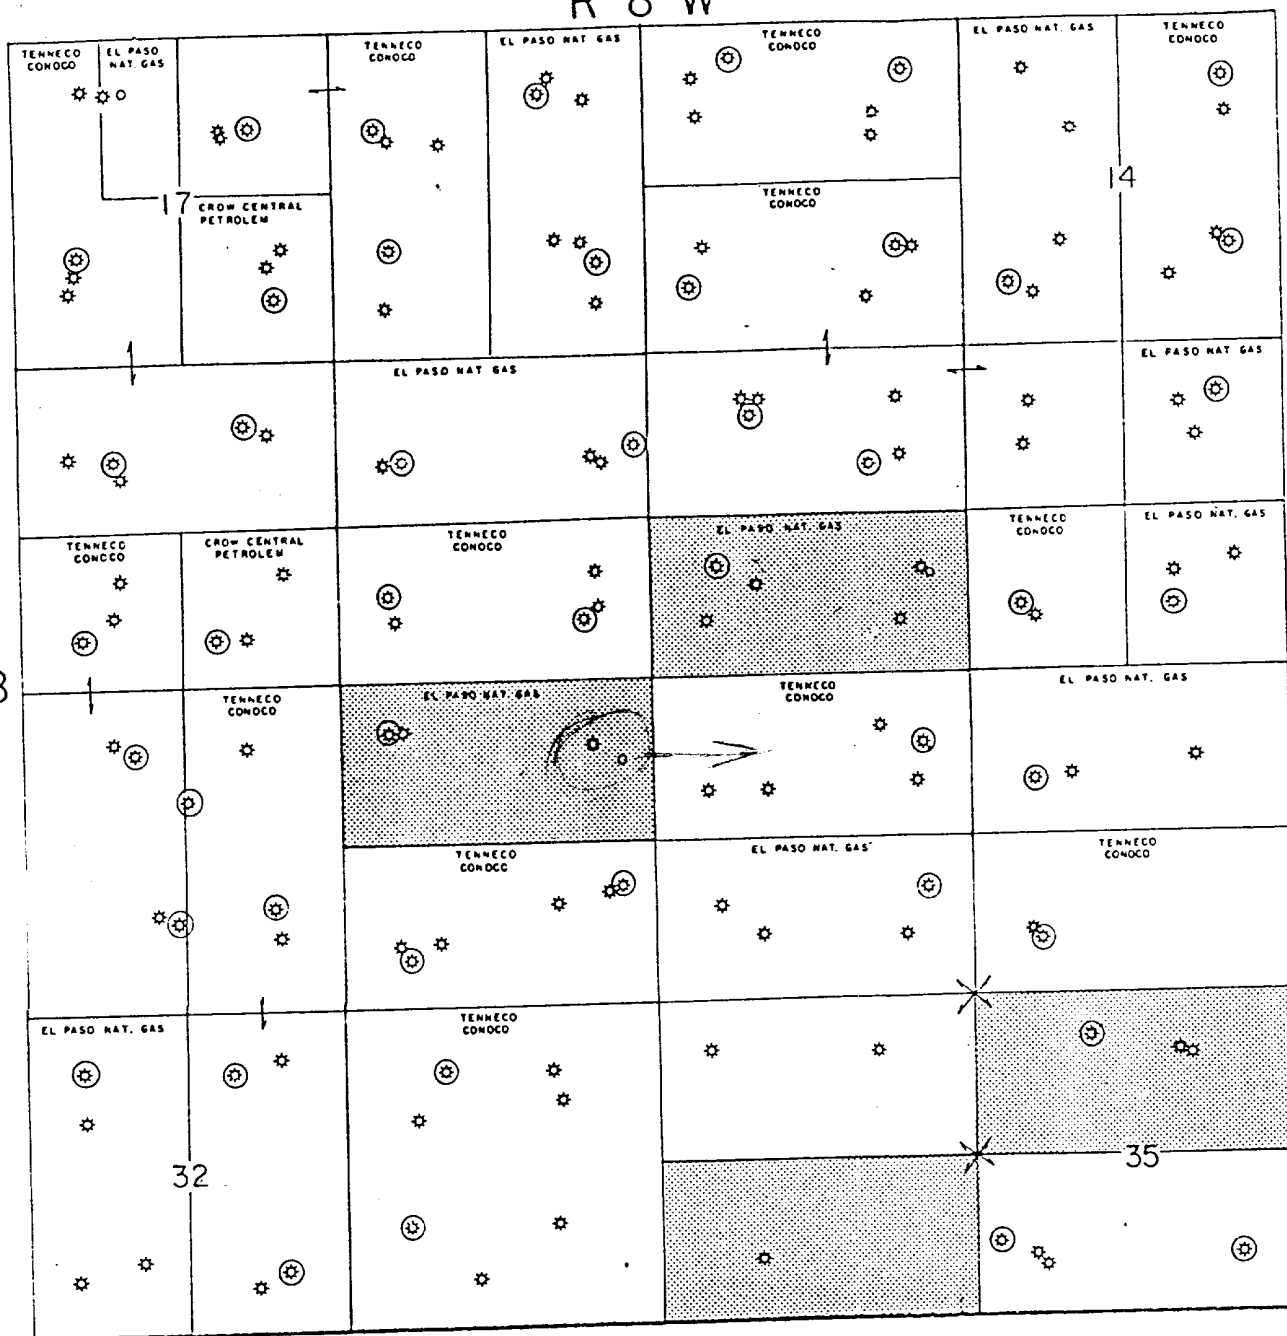 R 8 W
TENNECO
CONOCO
EL PASO
NAT. GAS
TENNECO
CONOCO
EL PASO NAT GAS
TENNECO
CONOCO
EL PASO NAT. GAS
TENNECO
CONOCO
17
CROW CENTRAL
PETROLEM
TENNECO
CONOCO
14
EL PASO NAT GAS
EL PASO NAT GAS
TENNECO
CONOCO
CROW CENTRAL
PETROLEM
TENNECO
CONOCO
EL PASO NAT. GAS
TENNECO
CONOCO
EL PASO NAT. GAS
TENNECO
CONOCO
EL PASO NAT. GAS
TENNECO
CONOCO
EL PASO NAT. GAS
TENNECO
CONOCO
EL PASO NAT. GAS
TENNECO
CONOCO
EL PASO NAT. GAS
TENNECO
CONOCO
32
35